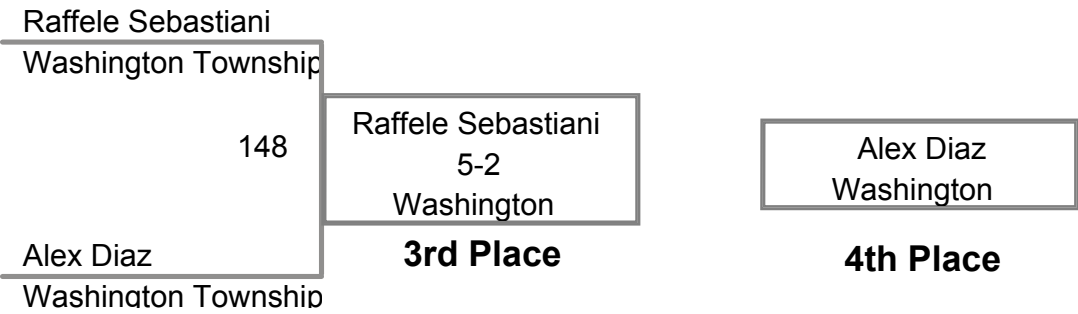 Raffele Sebastiani
Washington Township
148
Raffele Sebastiani
5-2
Washington
3rd Place
Alex Diaz
Washington
4th Place
Alex Diaz
Washington Township